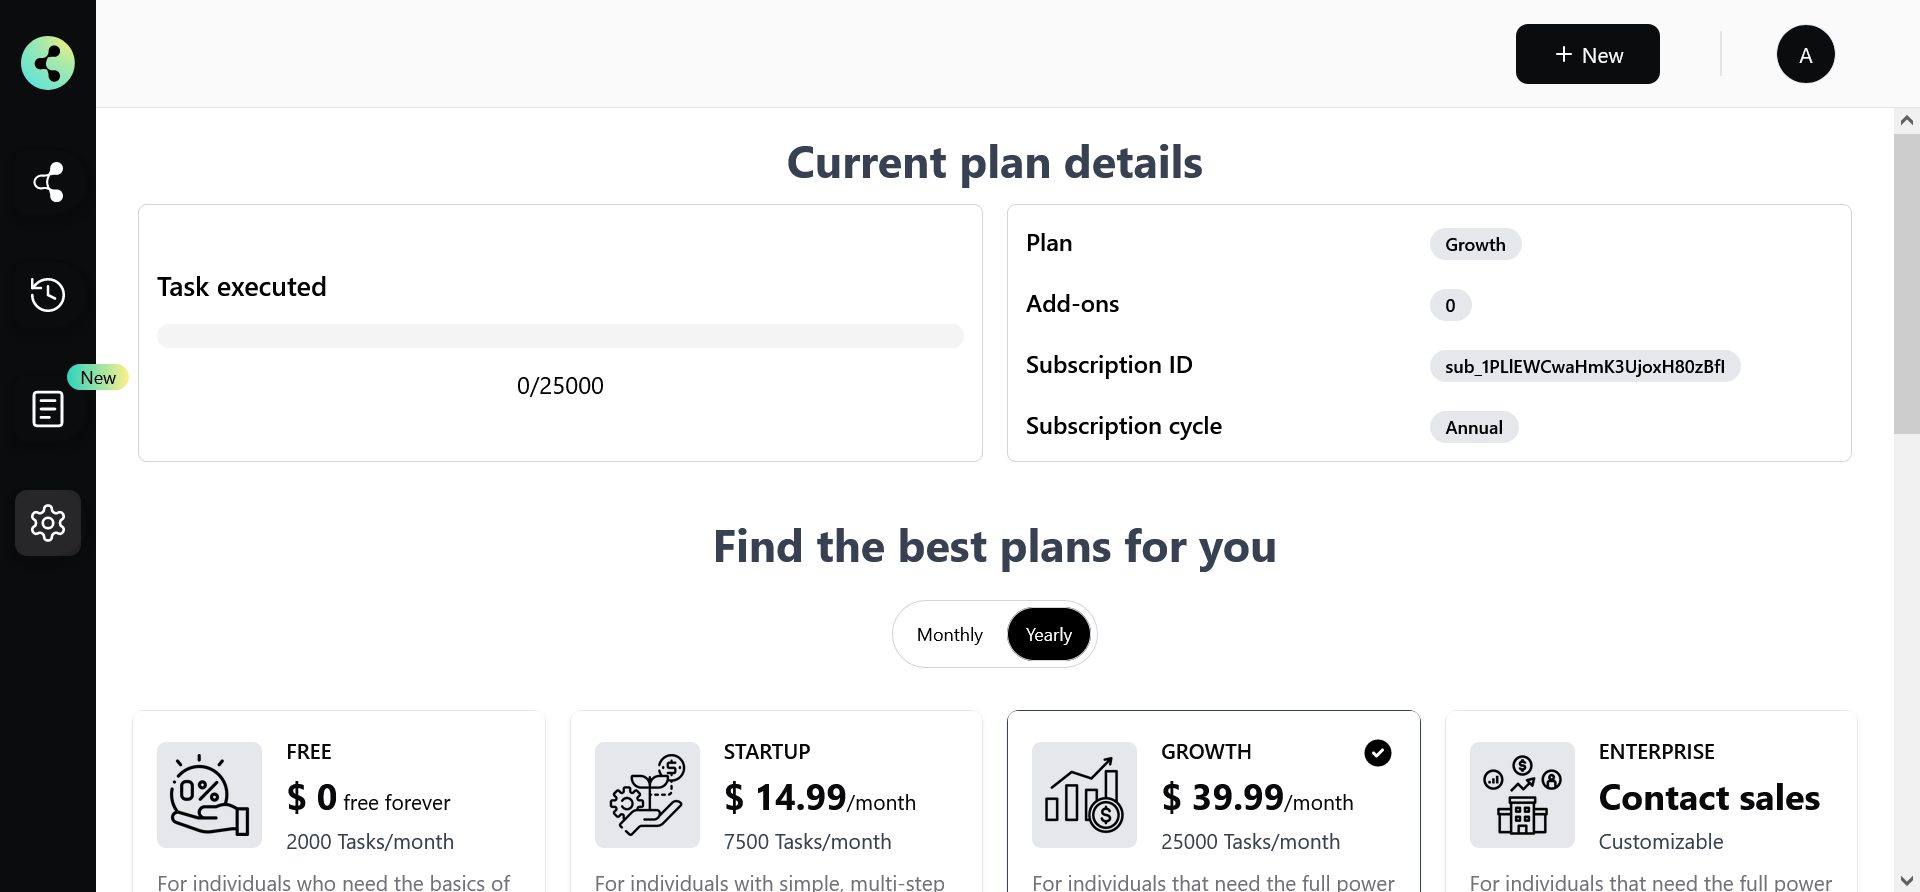 + New
A
Current plan details
Task executed
0/25000
Plan
Growth
Add-ons
0
Subscription ID
sub_1PLlEWCwaHmK3UjoxH80zBfI
Subscription cycle
Annual
New
Find the best plans for you
Monthly
Yearly
FREE
$ 0 free forever
2000 Tasks/month
For individuals who need the basics of
STARTUP
$ 14.99/month
7500 Tasks/month
For individuals with simple, multi-step
GROWTH
$ 39.99/month
25000 Tasks/month
For individuals that need the full power
ENTERPRISE
Contact sales
Customizable
For individuals that need the full power